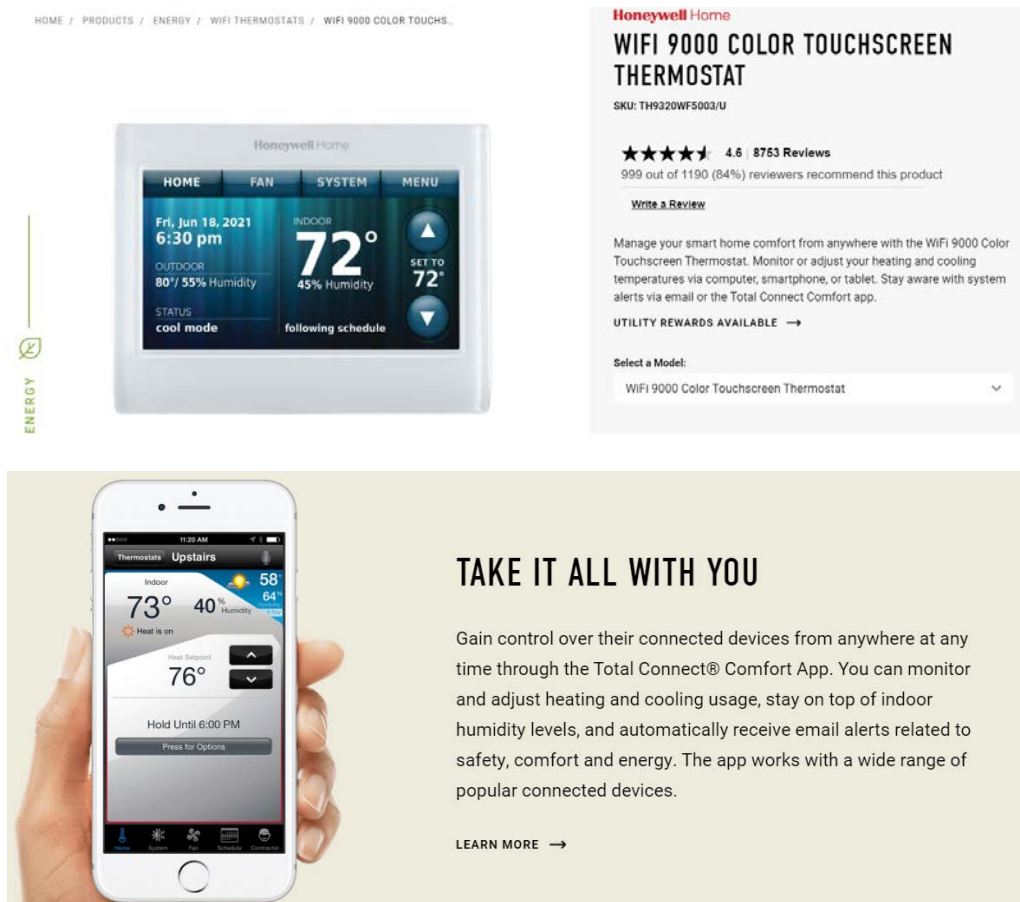 HOME / PRODUCTS / ENERGY / WIFI THERMOSTATS / WIFI 9000 COLOR TOUCHS...
ENERGY
Honeywell Home
HOME FAN SYSTEM MENU
Fri, Jun 18, 2021
6:30 pm
OUTDOOR
80°/ 55% Humidity
STATUS
cool mode
INDOOR
72°
45% Humidity
following schedule
SET TO
72°
Honeywell Home
WIFI 9000 COLOR TOUCHSCREEN
THERMOSTAT
SKU: TH9320WF5003/U
4.6 | 8753 Reviews
999 out of 1190 (84%) reviewers recommend this product
Write a Review
Manage your smart home comfort from anywhere with the WiFi 9000 Color
Touchscreen Thermostat. Monitor or adjust your heating and cooling
temperatures via computer, smartphone, or tablet. Stay aware with system
alerts via email or the Total Connect Comfort app.
UTILITY REWARDS AVAILABLE
Select a Model:
WiFi 9000 Color Touchscreen Thermostat
11:20 AM
Thermostats Upstairs
Indoor
73° 40% Humidity
58°
64%
Humidity
Heat is on
Heat Setpoint
76°
Hold Until 6:00 PM
Press for Options
Home System Fan Schedule Contractor
TAKE IT ALL WITH YOU
Gain control over their connected devices from anywhere at any
time through the Total Connect® Comfort App. You can monitor
and adjust heating and cooling usage, stay on top of indoor
humidity levels, and automatically receive email alerts related to
safety, comfort and energy. The app works with a wide range of
popular connected devices.
LEARN MORE